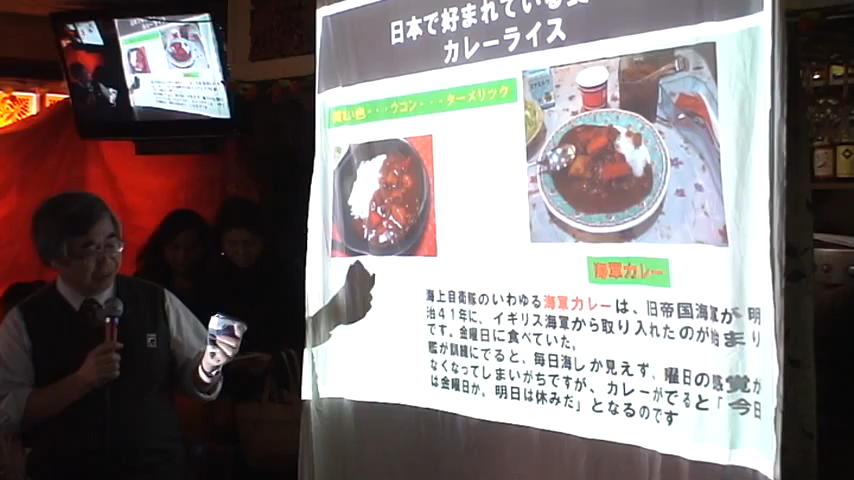 日本で好まれている
カレーライス
黄色い色・・・ウコン・・・ターメリック
海軍カレー
海上自衛隊のいわゆる海軍カレーは、旧帝国海軍が、明
治41年に、イギリス海軍から取り入れたのが始まり
です。金曜日に食べていた。
艦が訓練にでると、毎日海しか見えず、曜日の感覚が
なくなってしまいがちですが、カレーがでると「今日
は金曜日か。明日は休みだ」となるのです